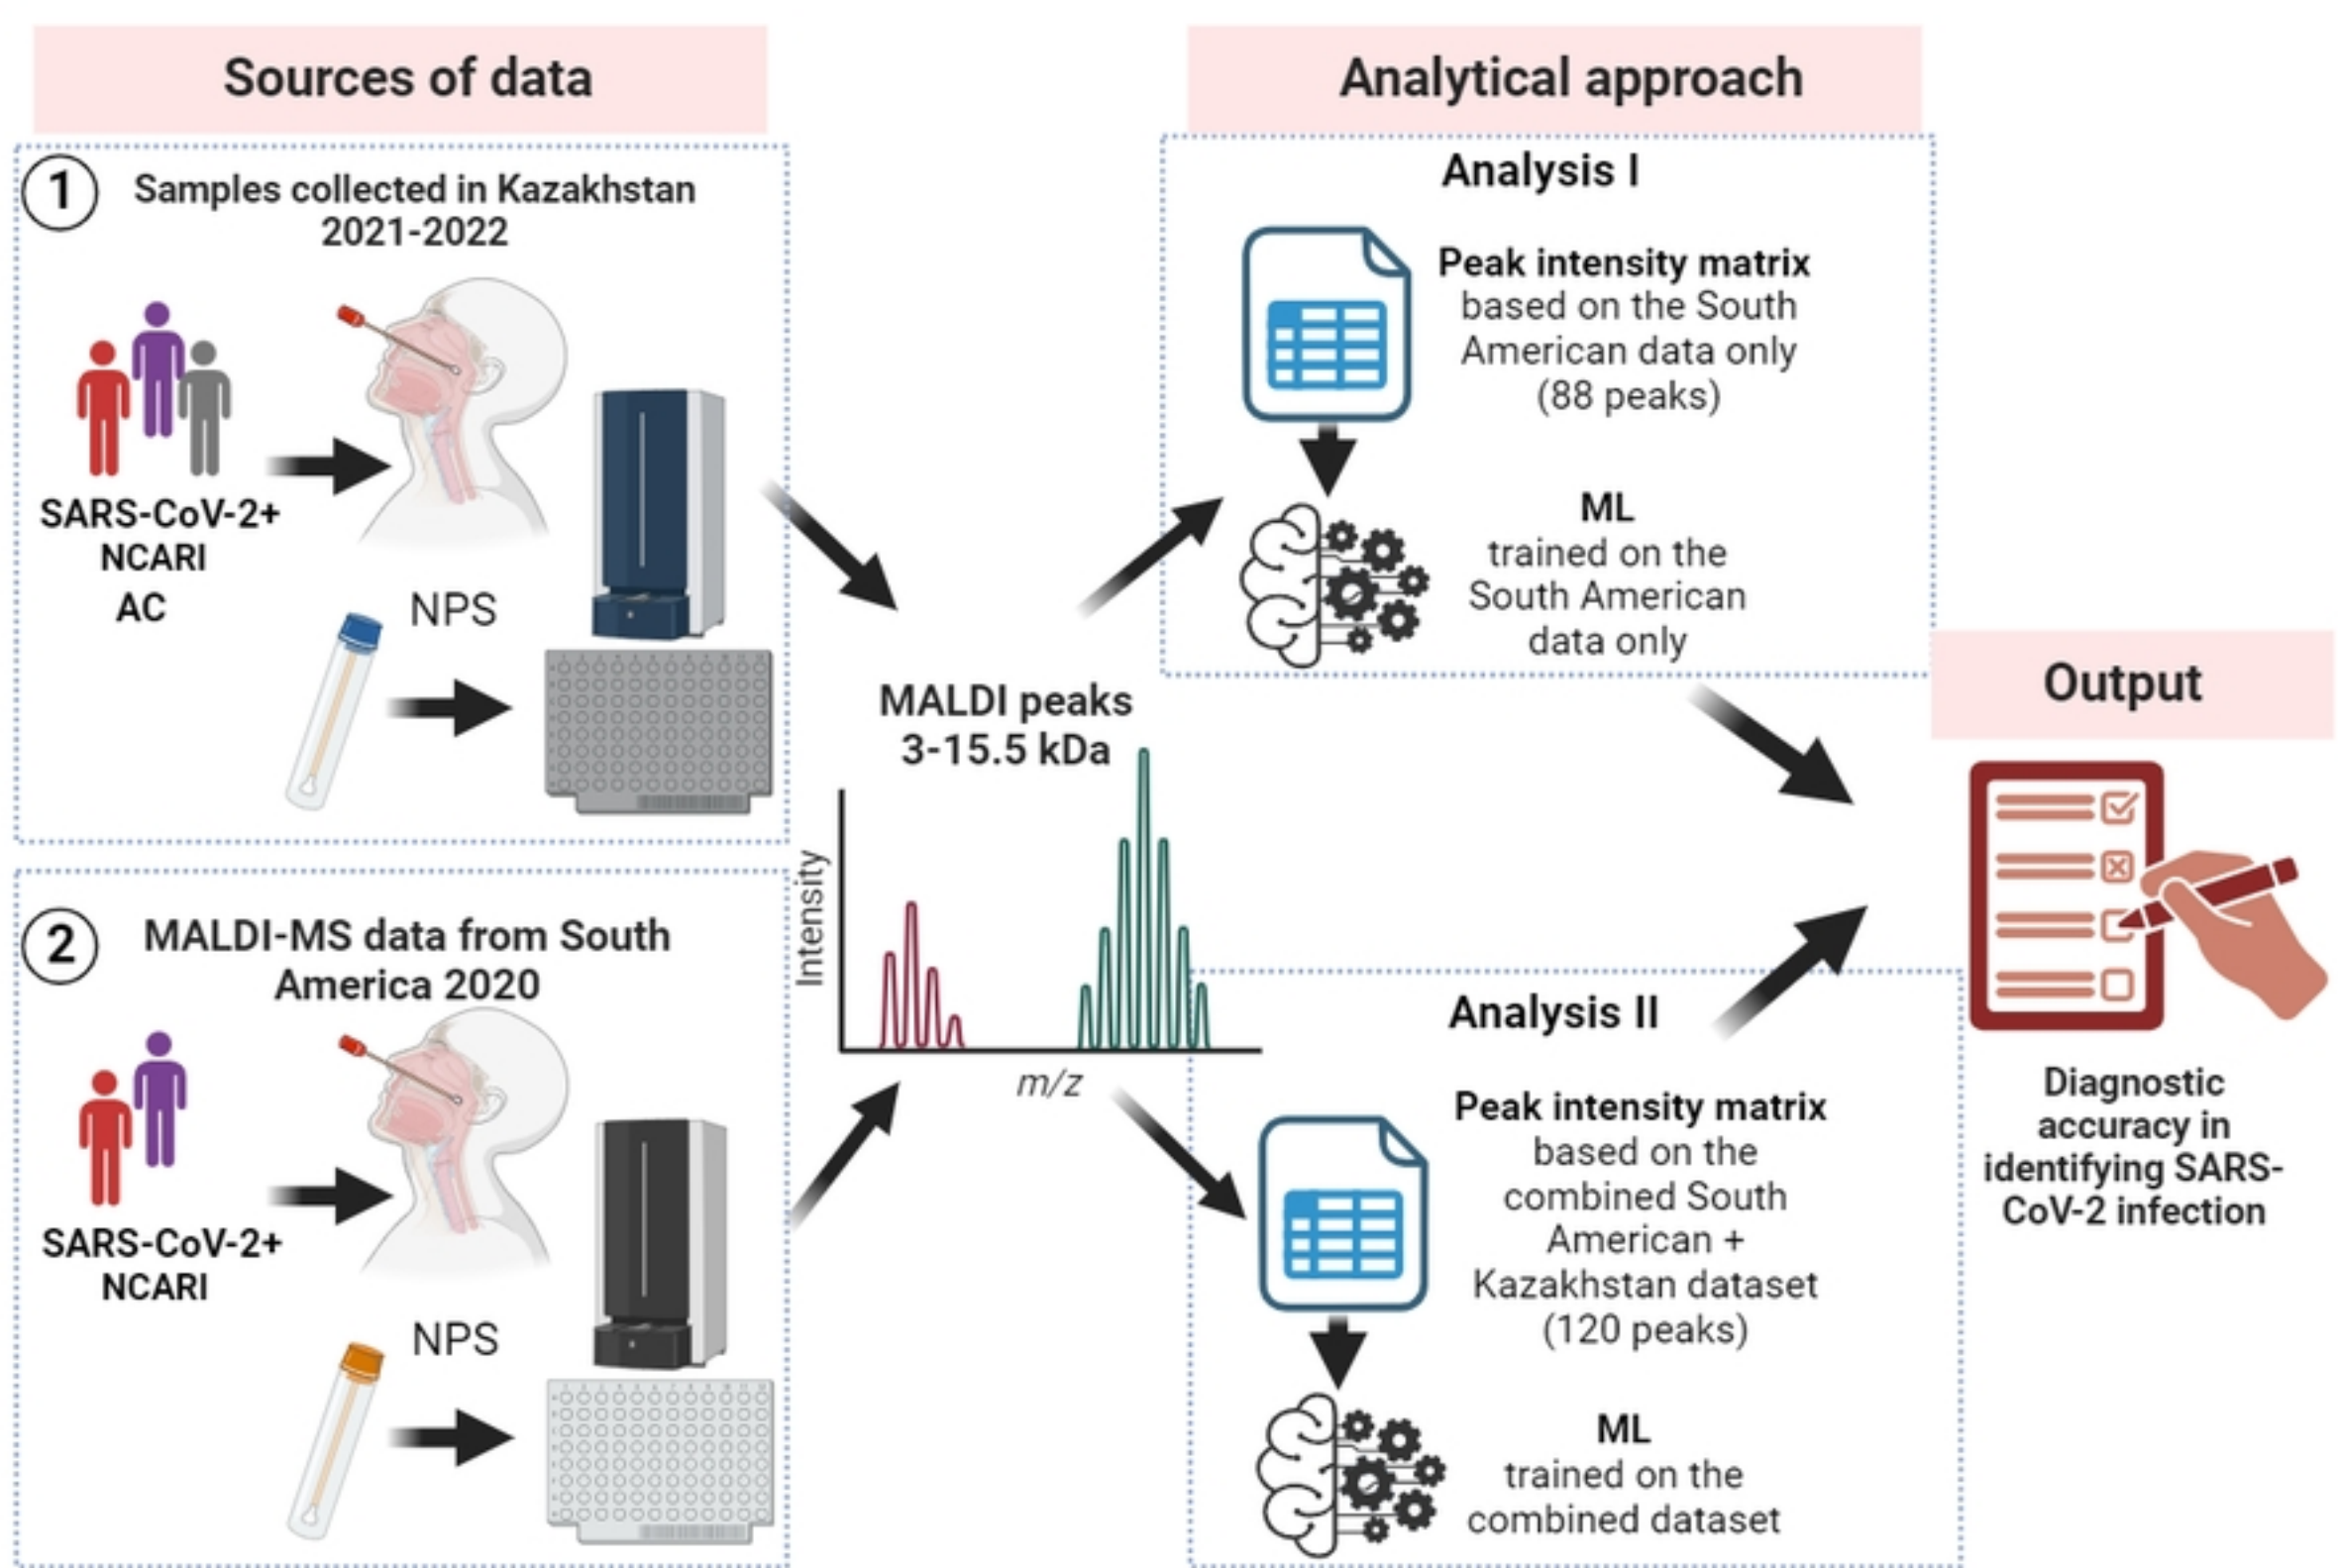 Sources of data
1
Samples collected in Kazakhstan
2021-2022
SARS-CoV-2+
NCARI
AC
NPS
2
MALDI-MS data from South
America 2020
SARS-CoV-2+
NCARI
NPS
MALDI peaks
3-15.5 kDa
Intensity
m/z
Analytical approach
Analysis I
Peak intensity matrix
based on the South
American data only
(88 peaks)
ML
trained on the
South American
data only
Analysis II
Peak intensity matrix
based on the
combined South
American +
Kazakhstan dataset
(120 peaks)
ML
trained on the
combined dataset
Output
Diagnostic
accuracy in
identifying SARS-
CoV-2 infection